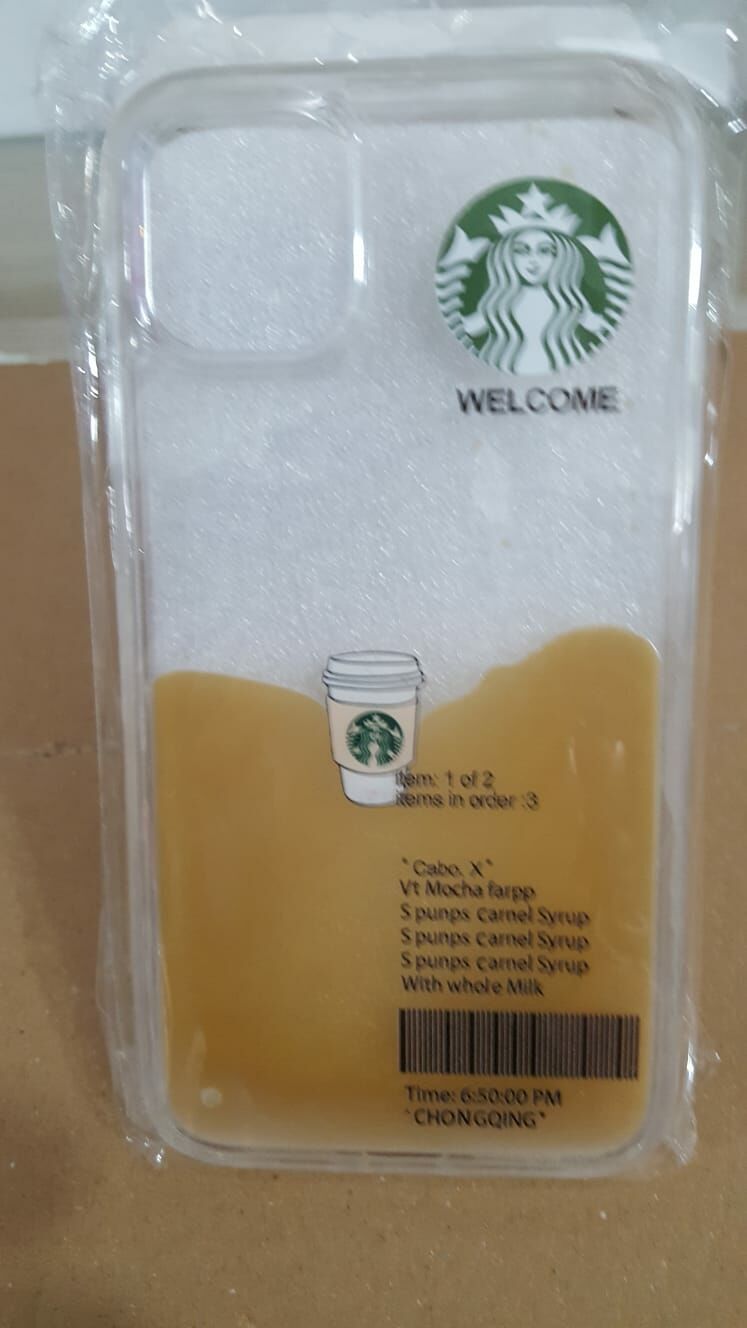 WELCOME
item: 1 of 2
items in order :3
"Cabo. X"
Vt Mocha farpp
S punps carnel Syrup
S punps carnel Syrup
S punps carnel Syrup
With whole Milk
Time: 6:50:00 PM
"CHONGQING"